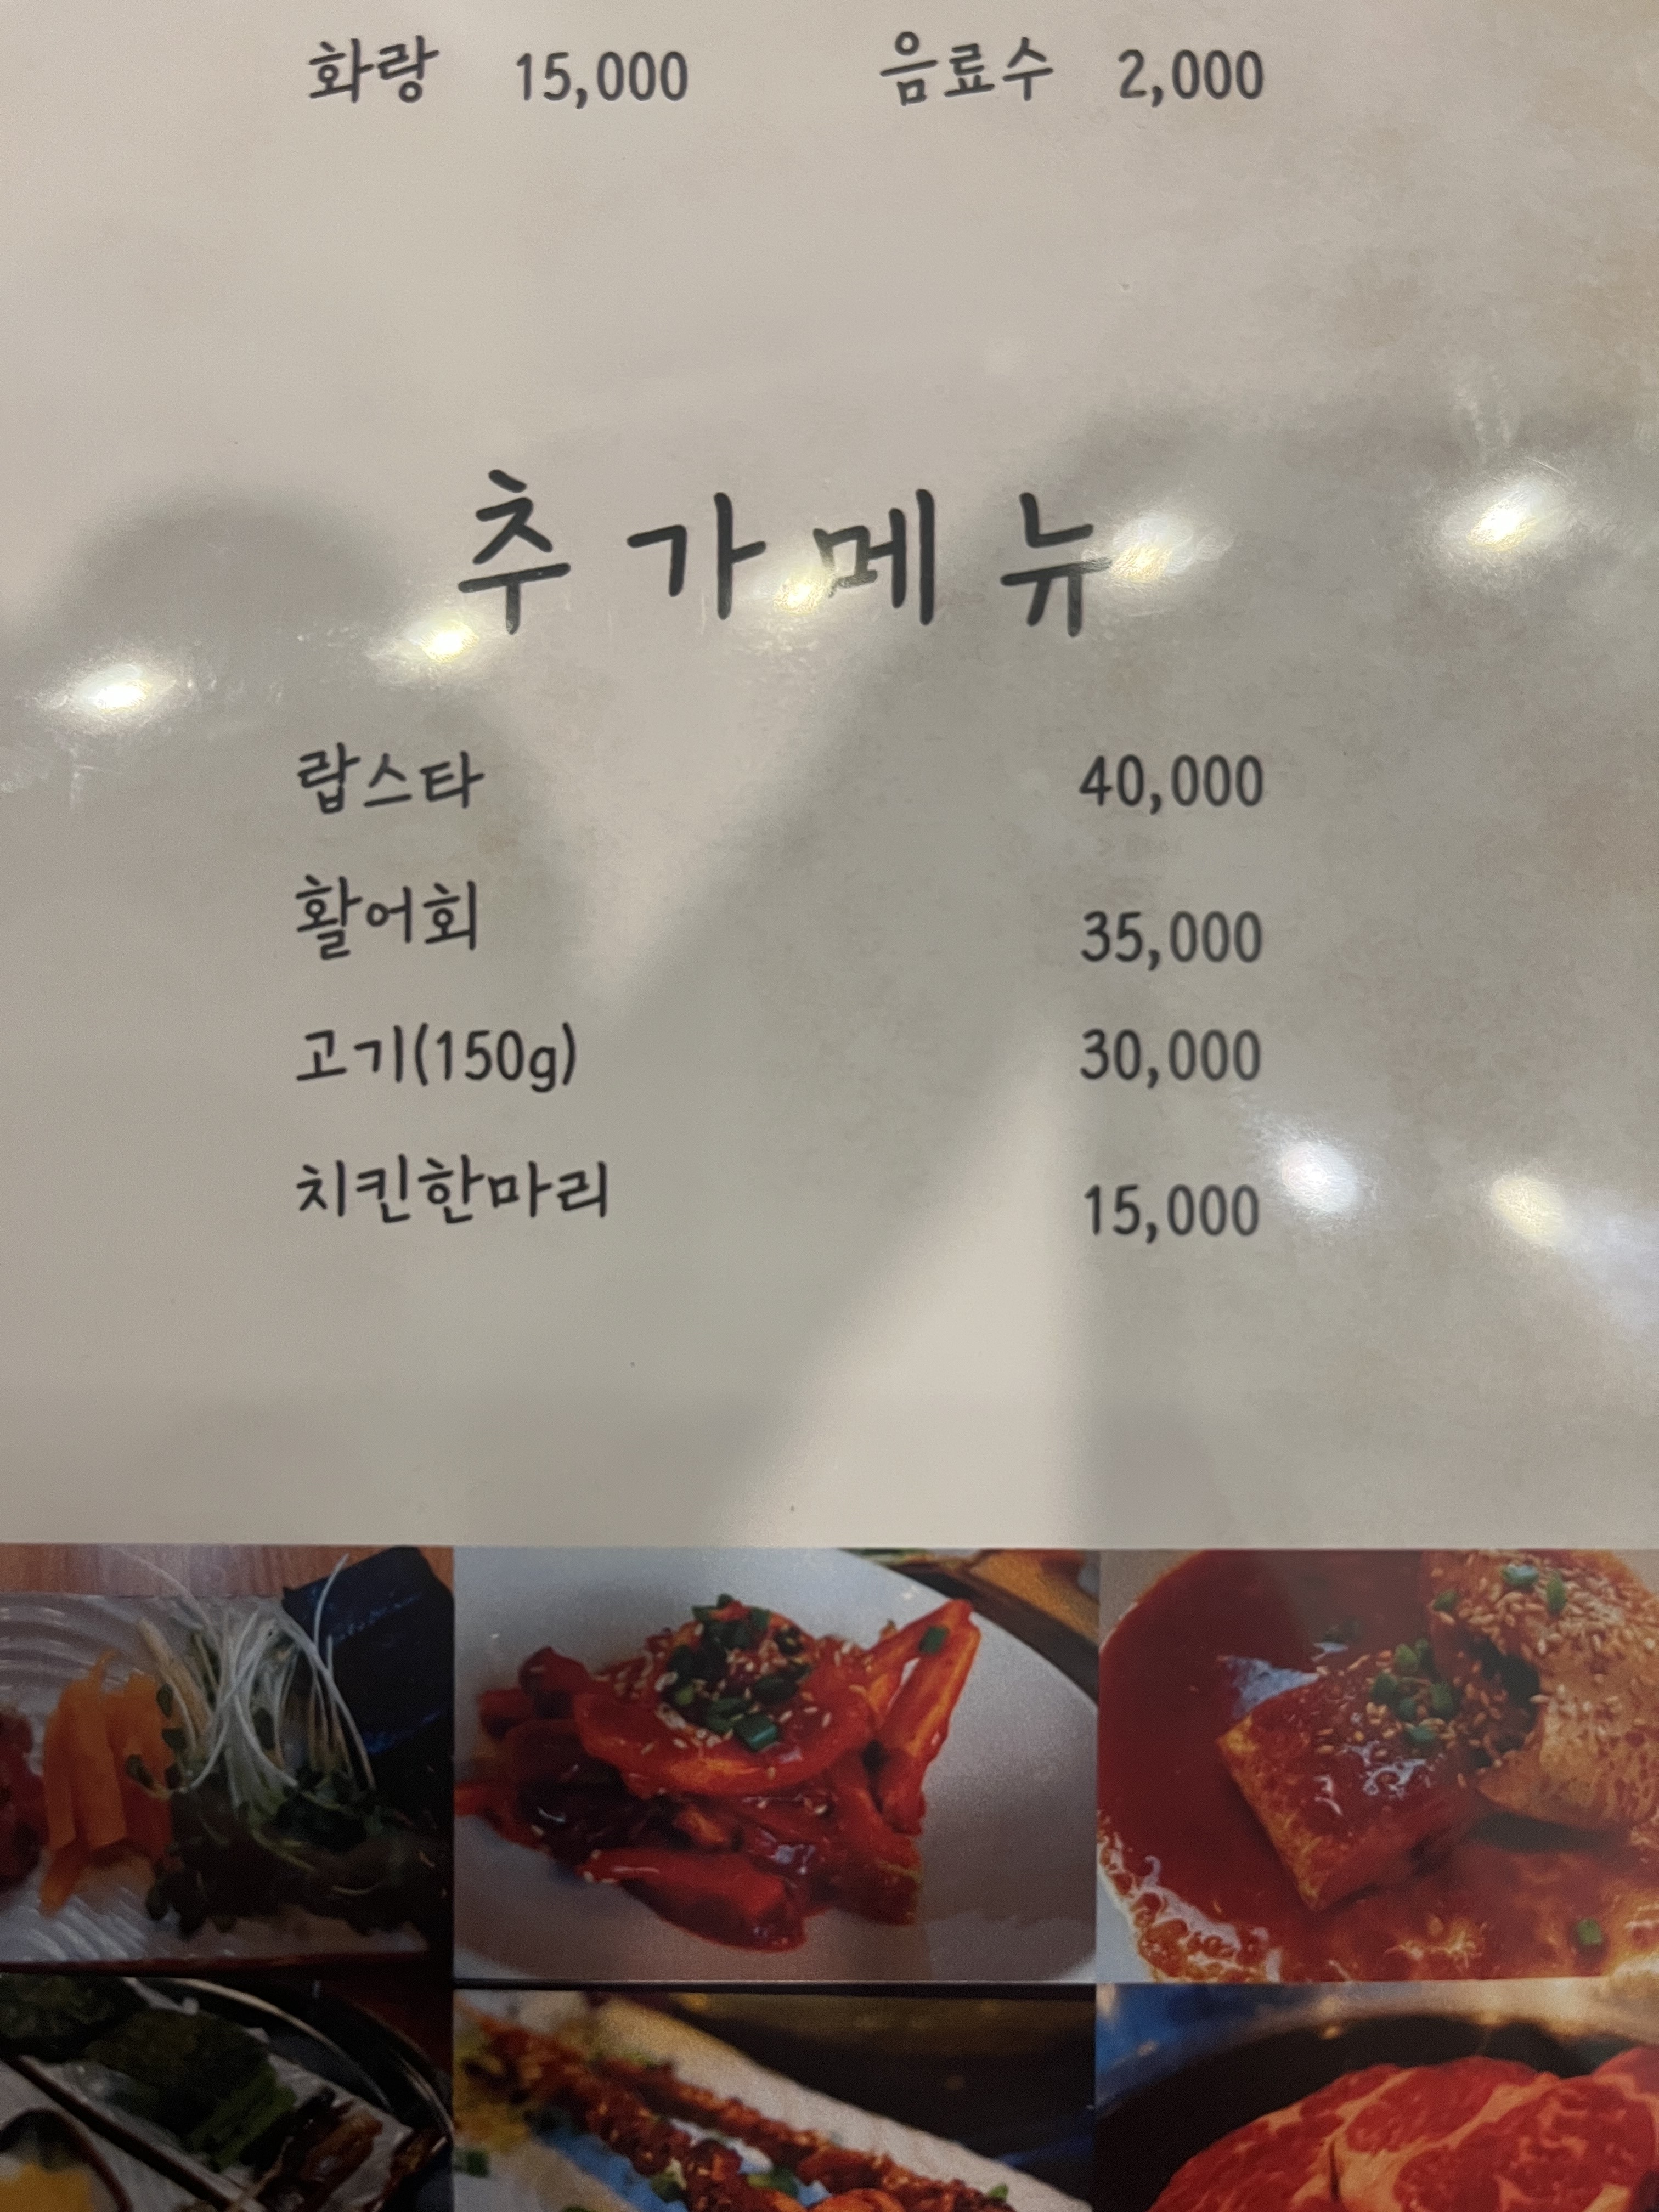 화랑 15,000 음료수 2,000
추가메뉴
랍스타 40,000
활어회 35,000
고기(150g) 30,000
치킨한마리 15,000